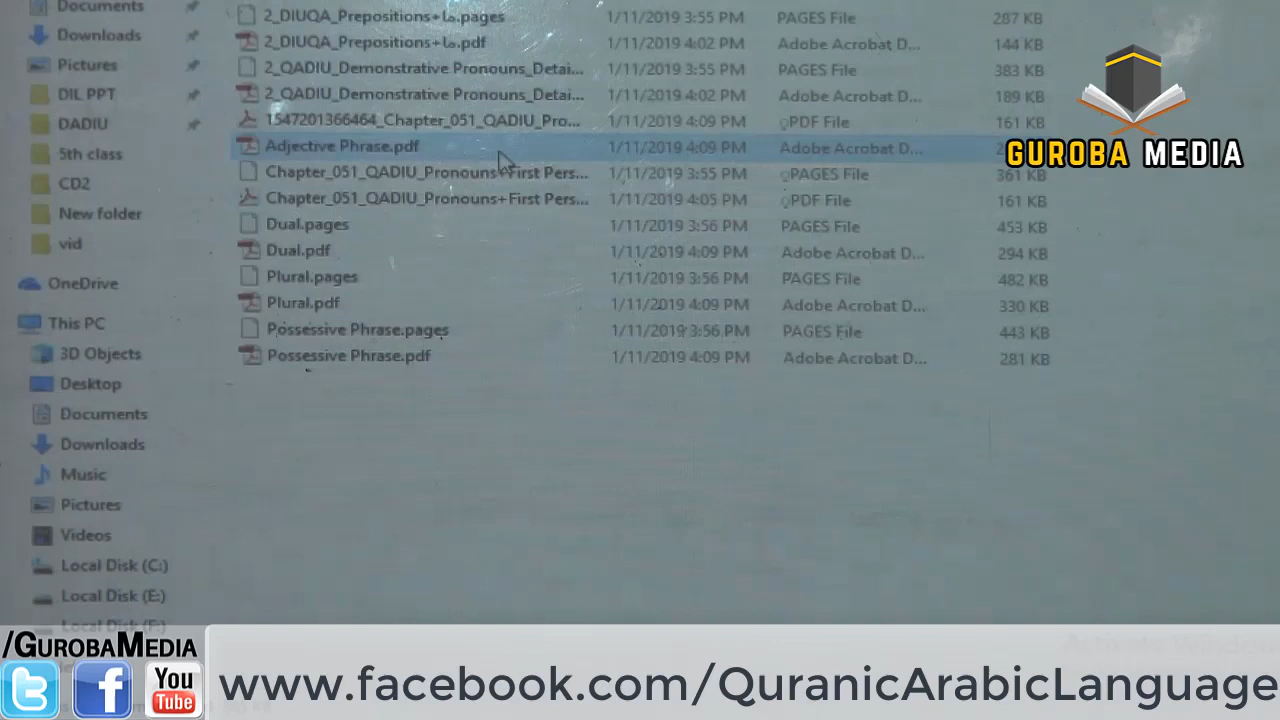 Documents
2_DIUQA_Prepositions+ما.pages 1/11/2019 3:55 PM PAGES File 287 KB
Downloads
2_DIUQA_Prepositions+ما.pdf 1/11/2019 4:02 PM Adobe Acrobat D... 144 KB
Pictures
2_QADIU_Demonstrative Pronouns_Detai... 1/11/2019 3:55 PM PAGES File 383 KB
DIL PPT
2_QADIU_Demonstrative Pronouns_Detai... 1/11/2019 4:02 PM Adobe Acrobat D... 189 KB
DADIU
1547201366464_Chapter_051_QADIU_Pro... 1/11/2019 4:09 PM PDF File 161 KB
5th class
Adjective Phrase.pdf 1/11/2019 4:09 PM Adobe Acrobat D...
CD2
Chapter_051_QADIU_Pronouns+First Pers... 1/11/2019 3:55 PM PAGES File 361 KB
Chapter_051_QADIU_Pronouns+First Pers... 1/11/2019 4:05 PM PDF File 161 KB
New folder
Dual.pages 1/11/2019 3:56 PM PAGES File 453 KB
vid
Dual.pdf 1/11/2019 4:09 PM Adobe Acrobat D... 294 KB
OneDrive
Plural.pages 1/11/2019 3:56 PM PAGES File 482 KB
Plural.pdf 1/11/2019 4:09 PM Adobe Acrobat D... 330 KB
This PC
Possessive Phrase.pages 1/11/2019 3:56 PM PAGES File 443 KB
3D Objects
Possessive Phrase.pdf 1/11/2019 4:09 PM Adobe Acrobat D... 281 KB
Desktop
Documents
Downloads
Music
Pictures
Videos
Local Disk (C:)
Local Disk (E:)
Local Disk (F:)
GUROBA MEDIA
Activate Windows
/GUROBAMEDIA
You
Tube
www.facebook.com/QuranicArabicLanguage